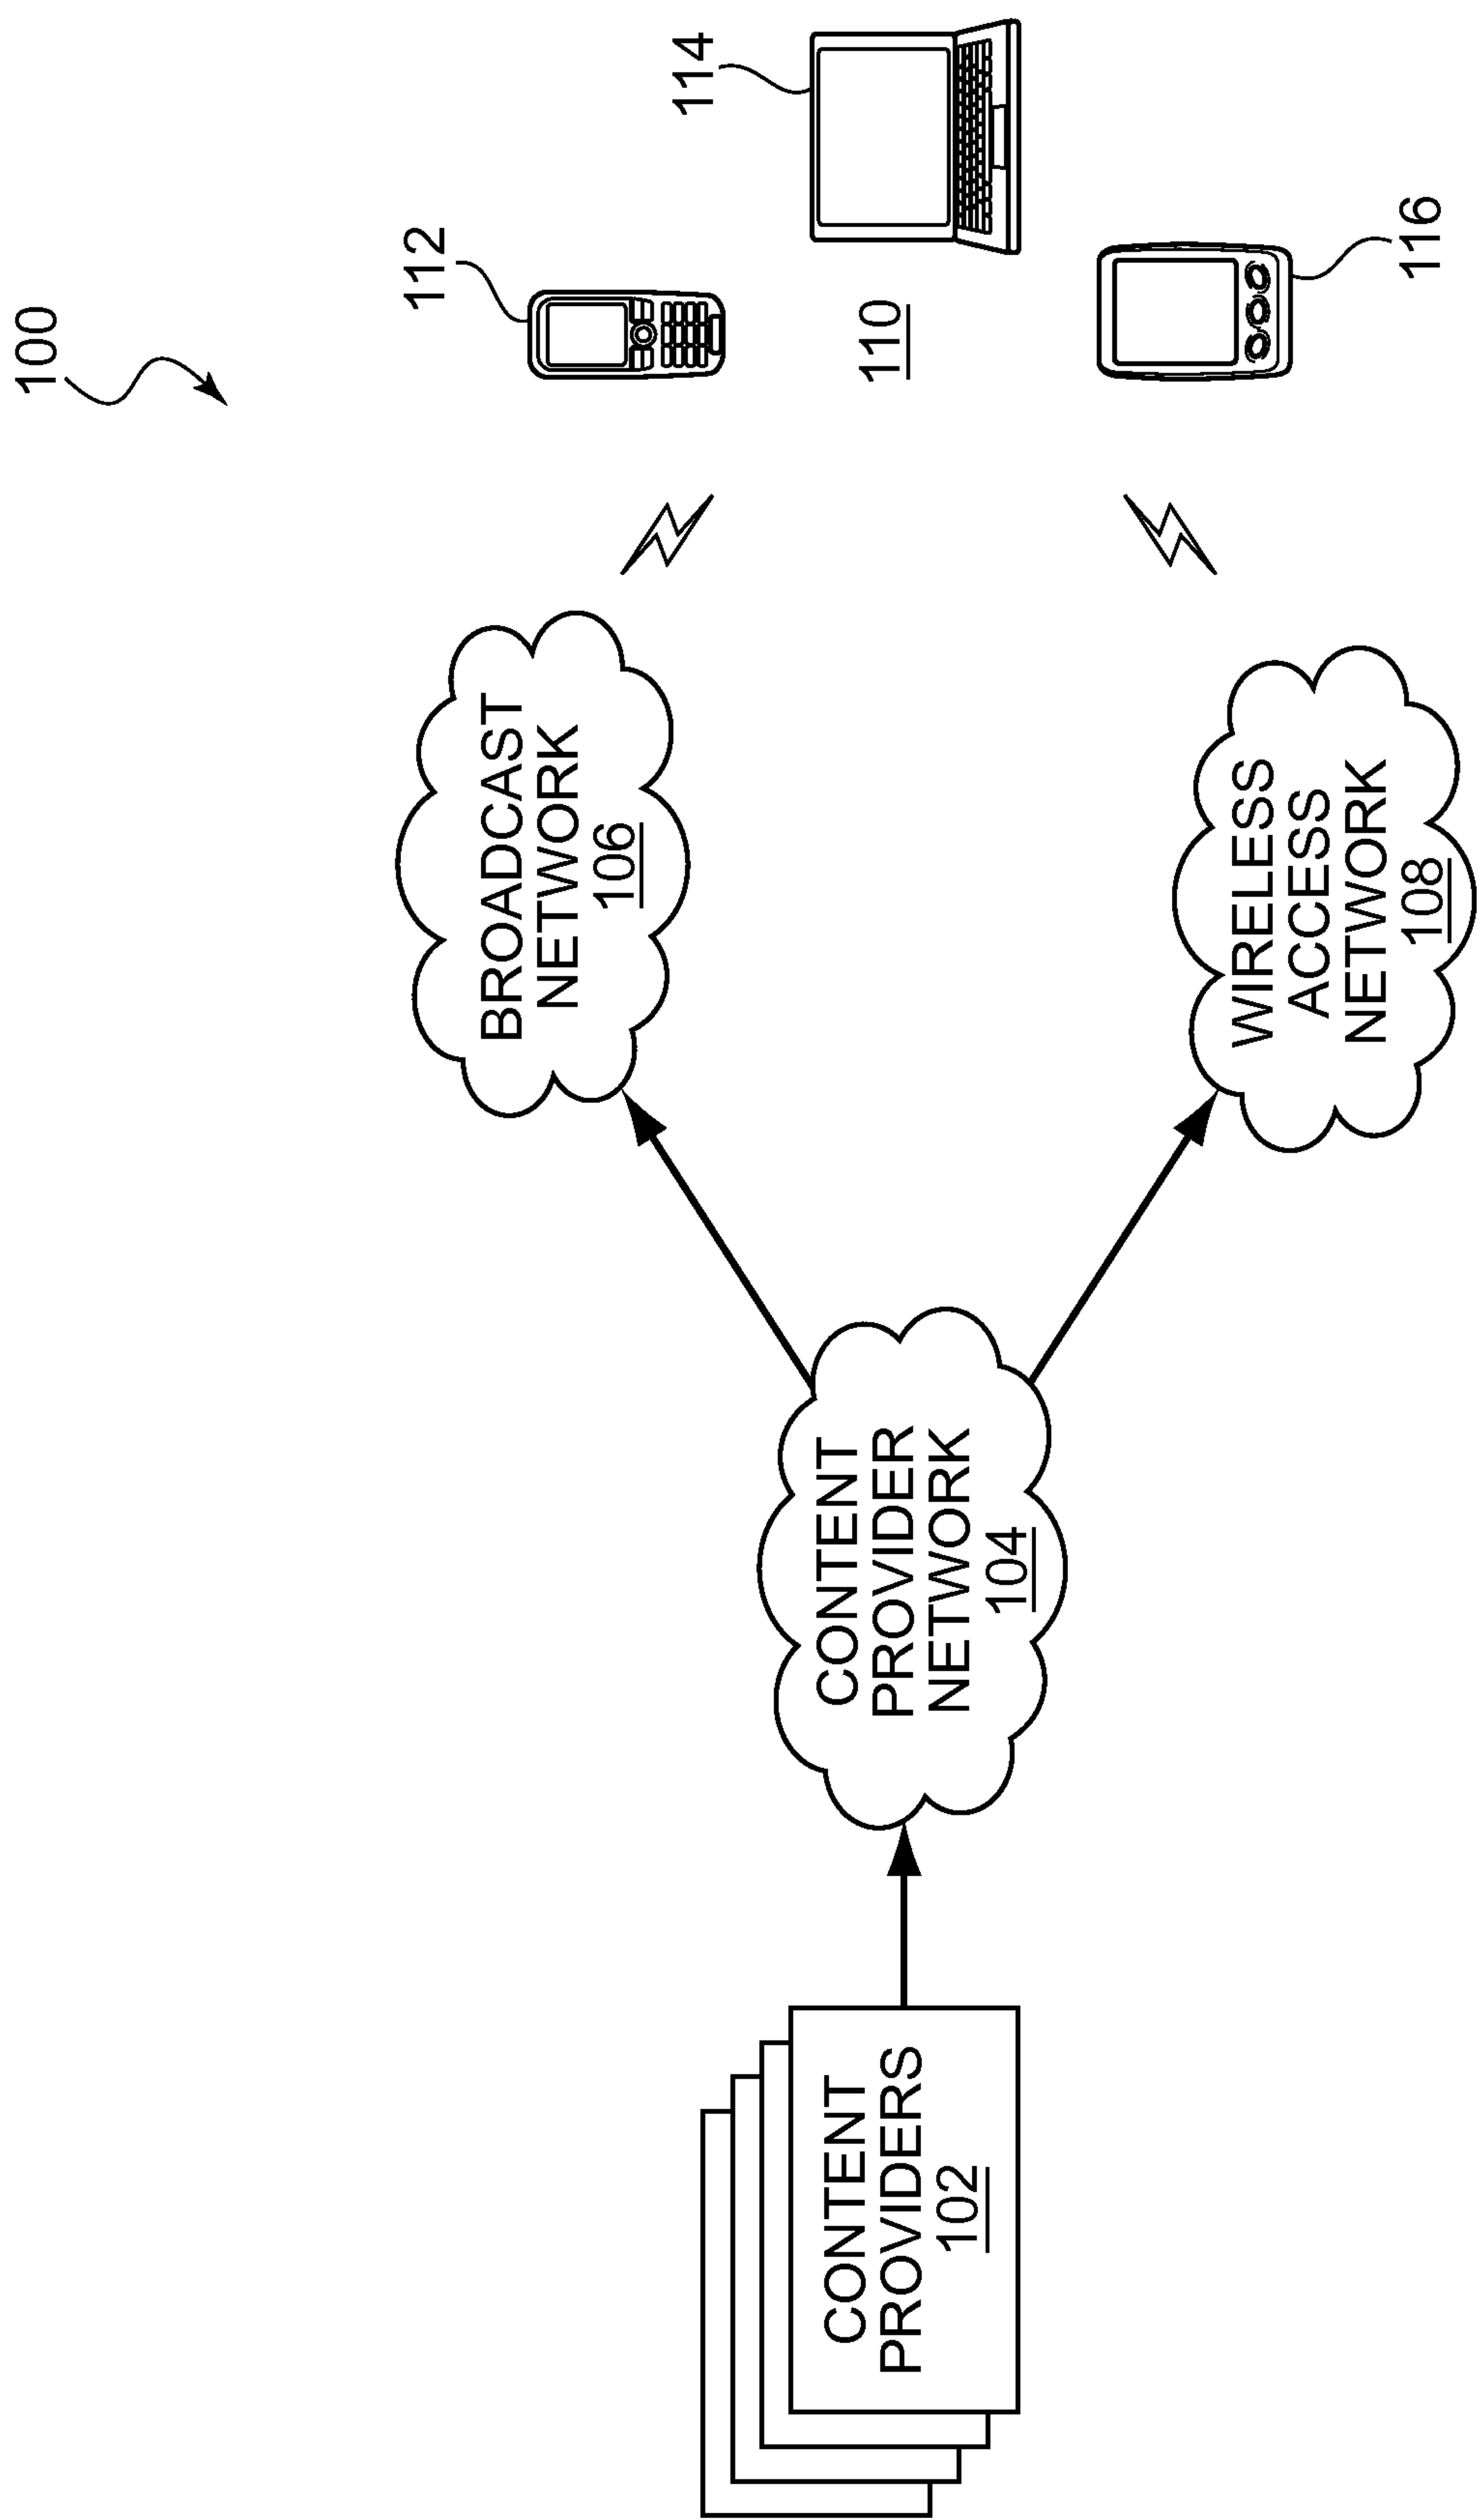 100
CONTENT
PROVIDERS
102
CONTENT
PROVIDER
NETWORK
104
BROADCAST
NETWORK
106
WIRELESS
ACCESS
NETWORK
108
112
114
110
116